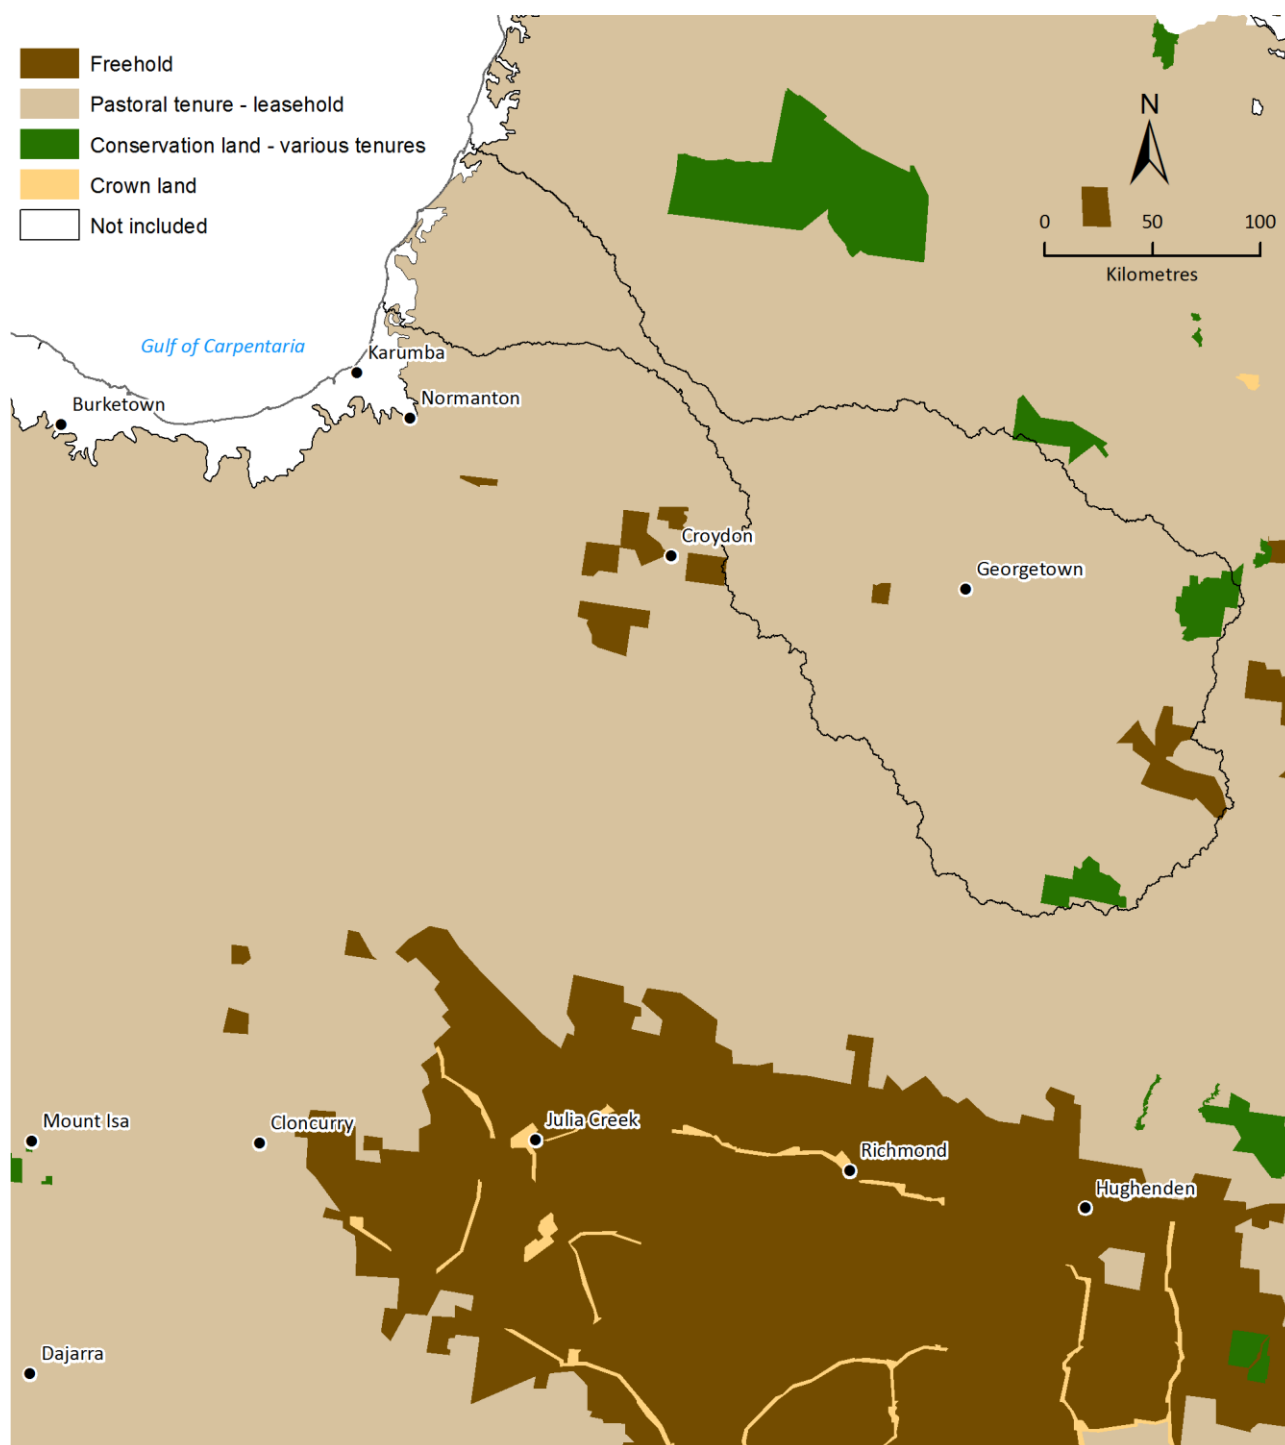 Freehold
Pastoral tenure - leasehold
Conservation land - various tenures
Crown land
Not included
N
0 50 100
Kilometres
Gulf of Carpentaria
Karumba
Burketown
Normanton
Croydon
Georgetown
Mount Isa
Cloncurry
Julia Creek
Richmond
Hughenden
Dajarra